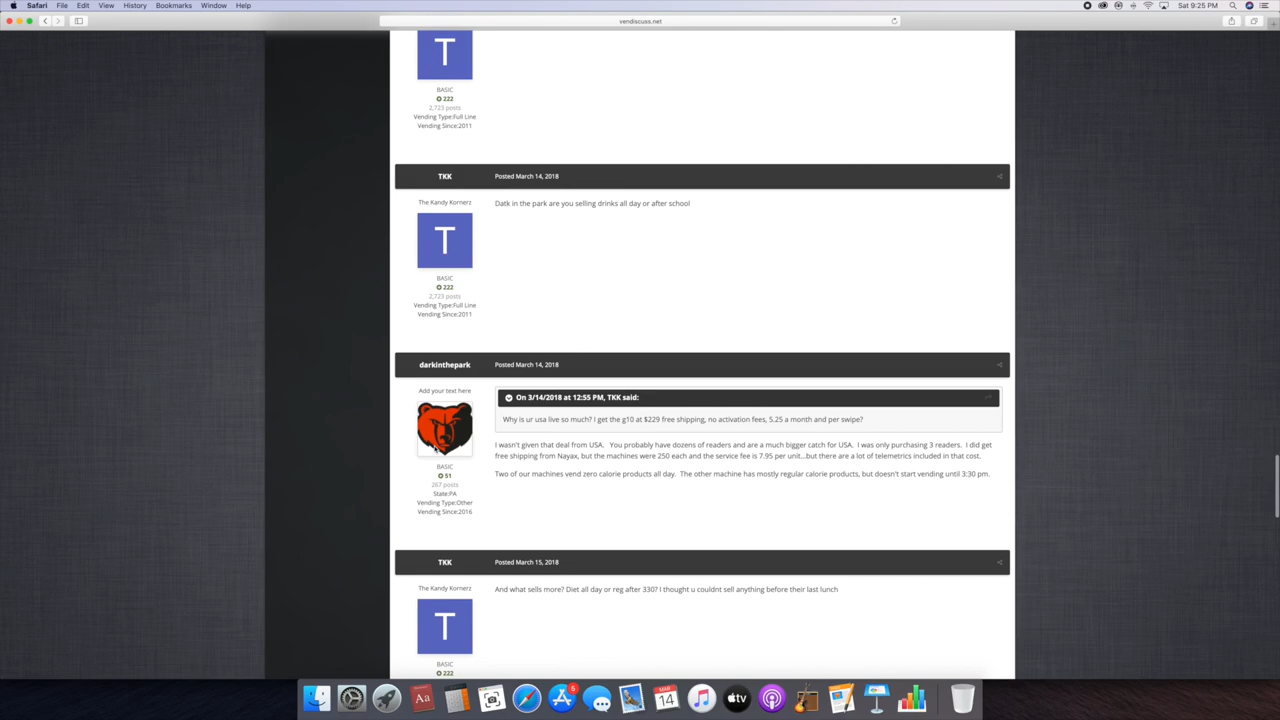 Safari File Edit View History Bookmarks Window Help
Sat 9:25 PM
vendiscuss.net
T
BASIC
222
2,723 posts
Vending Type:Full Line
Vending Since:2011
TKK
Posted March 14, 2018
The Kandy Kornerz
Datk in the park are you selling drinks all day or after school
T
BASIC
222
2,723 posts
Vending Type:Full Line
Vending Since:2011
darkinthepark
Posted March 14, 2018
Add your text here
On 3/14/2018 at 12:55 PM, TKK said:
Why is ur usa live so much? I get the g10 at $229 free shipping, no activation fees, 5.25 a month and per swipe?
I wasn't given that deal from USA. You probably have dozens of readers and are a much bigger catch for USA. I was only purchasing 3 readers. I did get
free shipping from Nayax, but the machines were 250 each and the service fee is 7.95 per unit...but there are a lot of telemetrics included in that cost.
Two of our machines vend zero calorie products all day. The other machine has mostly regular calorie products, but doesn't start vending until 3:30 pm.
BASIC
51
267 posts
State:PA
Vending Type:Other
Vending Since:2016
TKK
Posted March 15, 2018
The Kandy Kornerz
And what sells more? Diet all day or reg after 330? I thought u couldnt sell anything before their last lunch
T
BASIC
222
Aa
6
MAR
14
tv